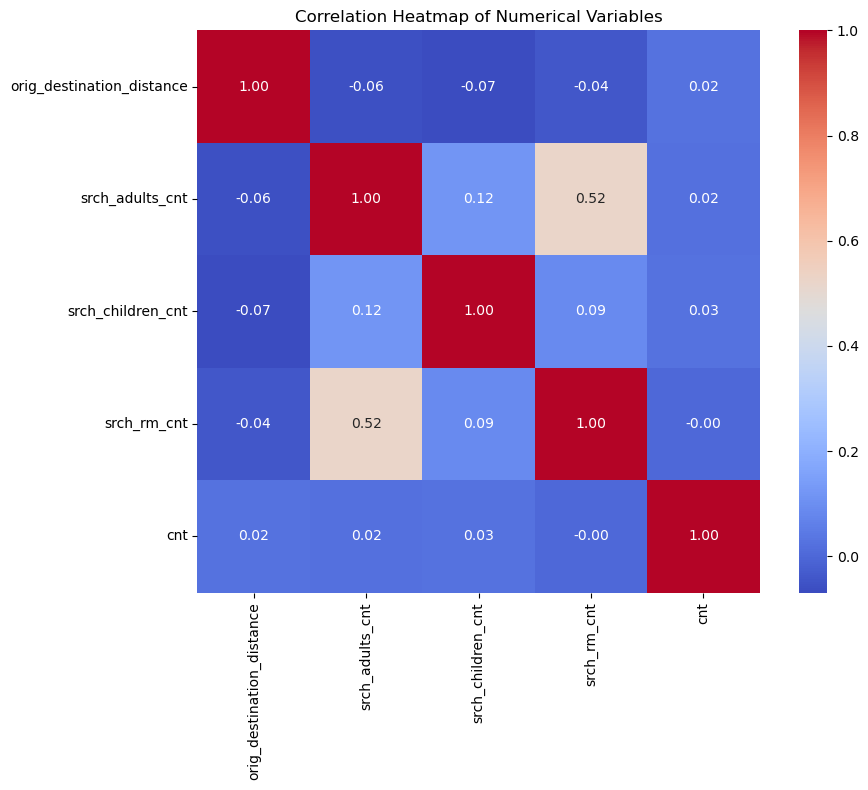 Correlation Heatmap of Numerical Variables
orig_destination_distance
1.00 -0.06 -0.07 -0.04 0.02
srch_adults_cnt
-0.06 1.00 0.12 0.52 0.02
srch_children_cnt
-0.07 0.12 1.00 0.09 0.03
srch_rm_cnt
-0.04 0.52 0.09 1.00 -0.00
cnt
0.02 0.02 0.03 -0.00 1.00
orig_destination_distance
srch_adults_cnt
srch_children_cnt
srch_rm_cnt
cnt
1.0
0.8
0.6
0.4
0.2
0.0